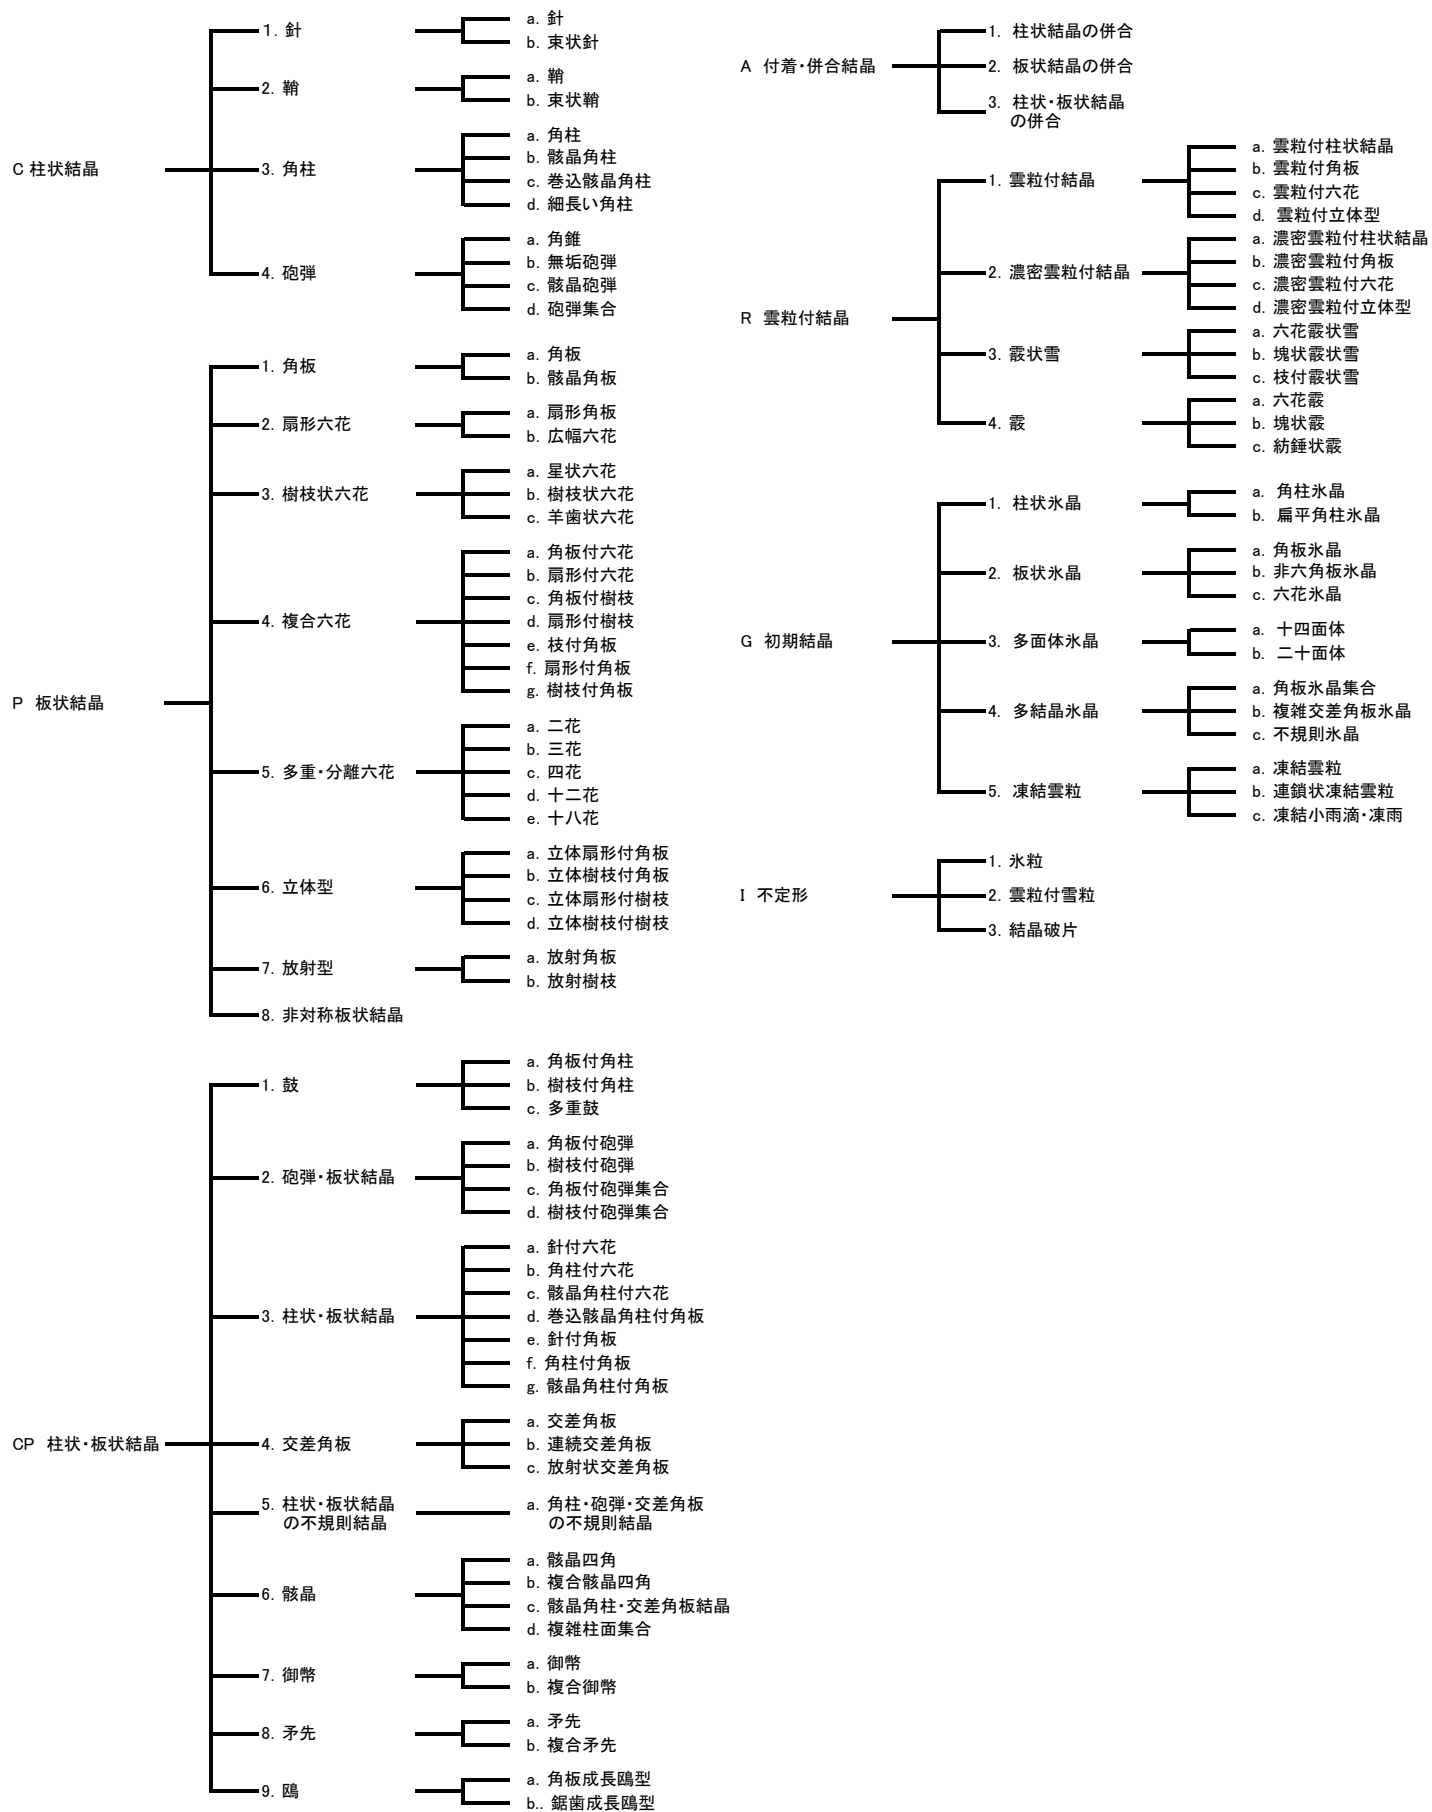 C 柱状結晶
1. 針
a. 針
b. 束状針
2. 鞘
a. 鞘
b. 束状鞘
3. 角柱
a. 角柱
b. 骸晶角柱
c. 巻込骸晶角柱
d. 細長い角柱
4. 砲弾
a. 角錐
b. 無垢砲弾
c. 骸晶砲弾
d. 砲弾集合
P 板状結晶
1. 角板
a. 角板
b. 骸晶角板
2. 扇形六花
a. 扇形角板
b. 広幅六花
3. 樹枝状六花
a. 星状六花
b. 樹枝状六花
c. 羊歯状六花
4. 複合六花
a. 角板付六花
b. 扇形付六花
c. 角板付樹枝
d. 扇形付樹枝
e. 枝付角板
f. 扇形付角板
g. 樹枝付角板
5. 多重・分離六花
a. 二花
b. 三花
c. 四花
d. 十二花
e. 十八花
6. 立体型
a. 立体扇形付角板
b. 立体樹枝付角板
c. 立体扇形付樹枝
d. 立体樹枝付樹枝
7. 放射型
a. 放射角板
b. 放射樹枝
8. 非対称板状結晶
CP 柱状・板状結晶
1. 鼓
a. 角板付角柱
b. 樹枝付角柱
c. 多重鼓
2. 砲弾・板状結晶
a. 角板付砲弾
b. 樹枝付砲弾
c. 角板付砲弾集合
d. 樹枝付砲弾集合
3. 柱状・板状結晶
a. 針付六花
b. 角柱付六花
c. 骸晶角柱付六花
d. 巻込骸晶角柱付角板
e. 針付角板
f. 角柱付角板
g. 骸晶角柱付角板
4. 交差角板
a. 交差角板
b. 連続交差角板
c. 放射状交差角板
5. 柱状・板状結晶
の不規則結晶
a. 角柱・砲弾・交差角板
の不規則結晶
6. 骸晶
a. 骸晶四角
b. 複合骸晶四角
c. 骸晶角柱・交差角板結晶
d. 複雑柱面集合
7. 御幣
a. 御幣
b. 複合御幣
8. 矛先
a. 矛先
b. 複合矛先
9. 鴎
a. 角板成長鴎型
b.. 鋸歯成長鴎型
A 付着・併合結晶
1. 柱状結晶の併合
2. 板状結晶の併合
3. 柱状・板状結晶
の併合
R 雲粒付結晶
1. 雲粒付結晶
a. 雲粒付柱状結晶
b. 雲粒付角板
c. 雲粒付六花
d. 雲粒付立体型
2. 濃密雲粒付結晶
a. 濃密雲粒付柱状結晶
b. 濃密雲粒付角板
c. 濃密雲粒付六花
d. 濃密雲粒付立体型
3. 霰状雪
a. 六花霰状雪
b. 塊状霰状雪
c. 枝付霰状雪
4. 霰
a. 六花霰
b. 塊状霰
c. 紡錘状霰
G 初期結晶
1. 柱状氷晶
a. 角柱氷晶
b. 扁平角柱氷晶
2. 板状氷晶
a. 角板氷晶
b. 非六角板氷晶
c. 六花氷晶
3. 多面体氷晶
a. 十四面体
b. 二十面体
4. 多結晶氷晶
a. 角板氷晶集合
b. 複雑交差角板氷晶
c. 不規則氷晶
5. 凍結雲粒
a. 凍結雲粒
b. 連鎖状凍結雲粒
c. 凍結小雨滴・凍雨
I 不定形
1. 氷粒
2. 雲粒付雪粒
3. 結晶破片